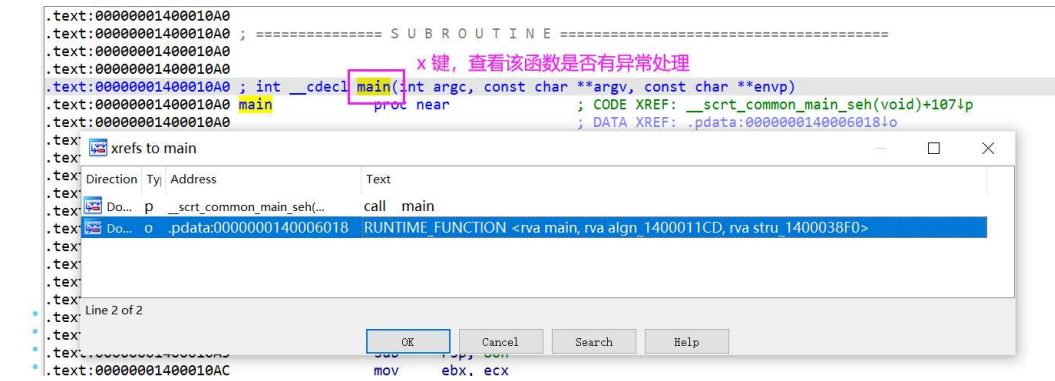 .text:00000001400010A0
.text:00000001400010A0 ; =============== S U B R O U T I N E =======================================
.text:00000001400010A0
.text:00000001400010A0
x 键，查看该函数是否有异常处理
.text:00000001400010A0 ; int __cdecl main(int argc, const char **argv, const char **envp)
.text:00000001400010A0 main proc near ; CODE XREF: __scrt_common_main_seh(void)+107↓p
.text:00000001400010A0 ; DATA XREF: .pdata:0000000140006018↓o
xrefs to main
Direction Ty Address Text
Do... p __scrt_common_main_seh(... call main
Do... o .pdata:0000000140006018 RUNTIME_FUNCTION <rva main, rva algn_1400011CD, rva stru_1400038F0>
Line 2 of 2
OK Cancel Search Help
.text:00000001400010AC mov ebx, ecx